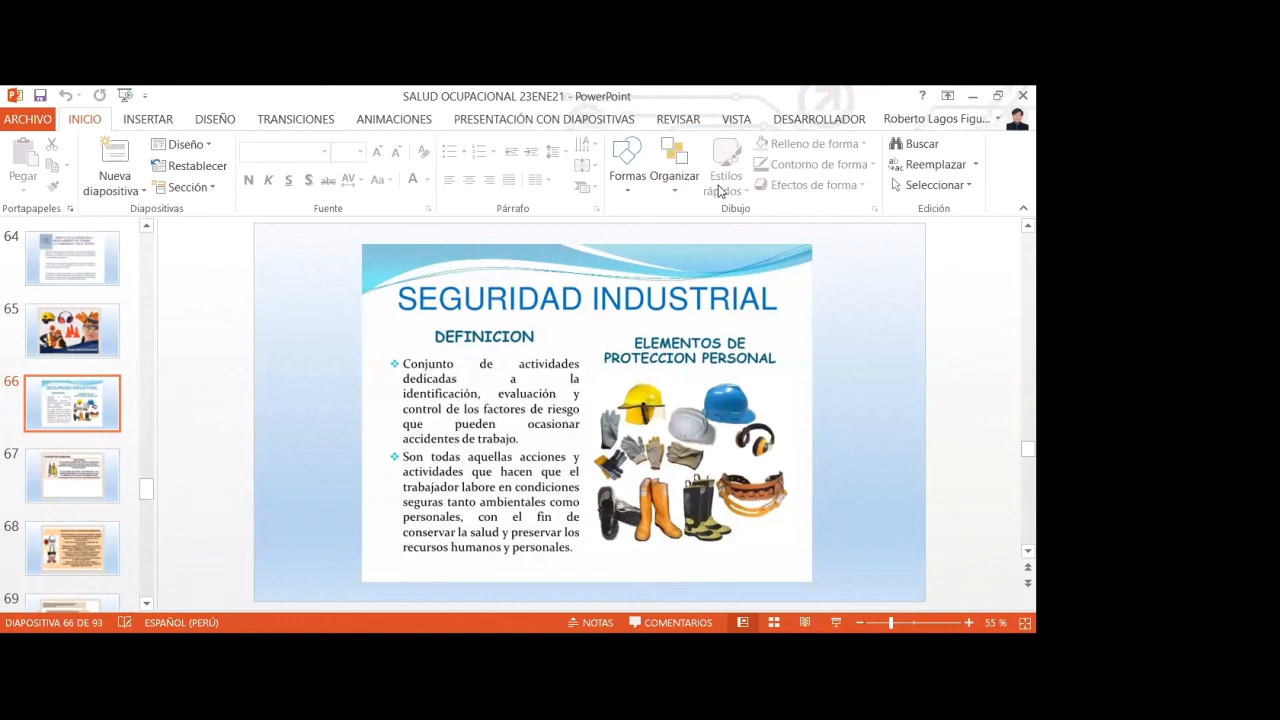 SALUD OCUPACIONAL 23ENE21 - PowerPoint
ARCHIVO INICIO INSERTAR DISEÑO TRANSICIONES ANIMACIONES PRESENTACIÓN CON DIAPOSITIVAS REVISAR VISTA DESARROLLADOR Roberto Lagos Figu...
Pegar
Nueva diapositiva
Diseño
Restablecer
Sección
N K S S abc AV Aa A
Formas
Organizar
Estilos rápidos
Relleno de forma
Contorno de forma
Efectos de forma
Buscar
Reemplazar
Seleccionar
Portapapeles Diapositivas Fuente Párrafo Dibujo Edición
64
65
66
67
68
69
SEGURIDAD INDUSTRIAL
DEFINICION
Conjunto de actividades
dedicadas a la
identificación, evaluación y
control de los factores de riesgo
que pueden ocasionar
accidentes de trabajo.
Son todas aquellas acciones y
actividades que hacen que el
trabajador labore en condiciones
seguras tanto ambientales como
personales, con el fin de
conservar la salud y preservar los
recursos humanos y personales.
ELEMENTOS DE
PROTECCION PERSONAL
DIAPOSITIVA 66 DE 93 ESPAÑOL (PERÚ) NOTAS COMENTARIOS 55 %